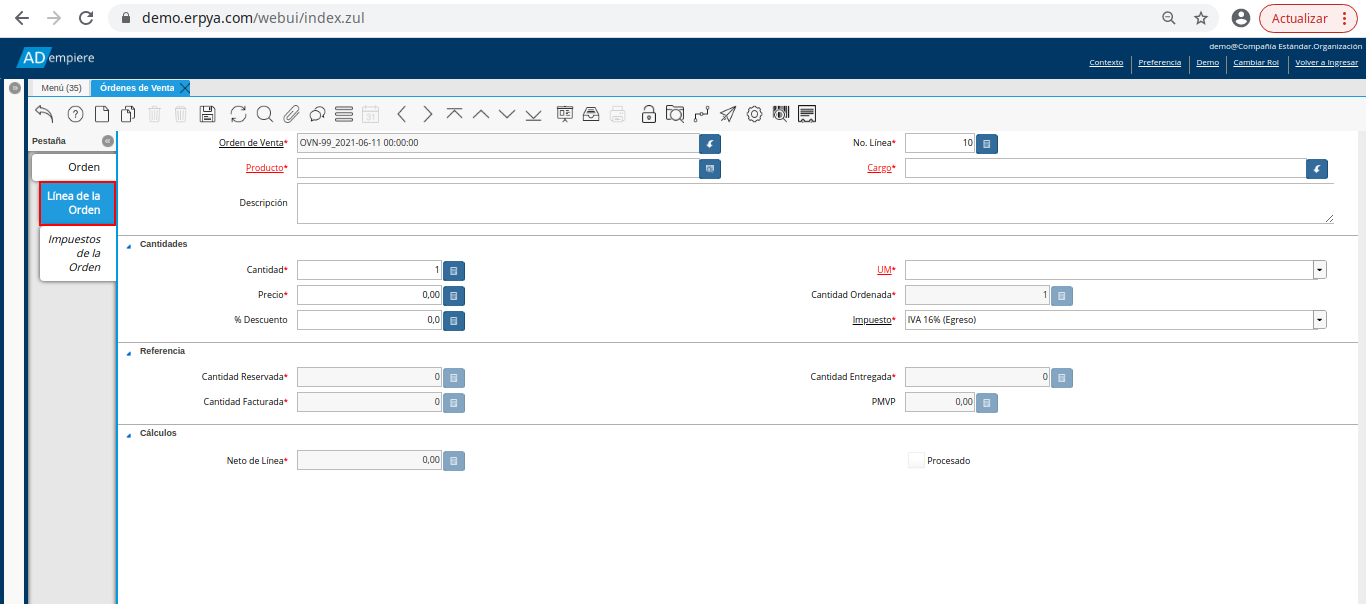 demo.erpya.com/webui/index.zul
Actualizar
ADempiere
demo@Compañía Estándar.Organización
Contexto
Preferencia
Demo
Cambiar Rol
Volver a Ingresar
Menú (35)
Órdenes de Venta
31
Pestaña
Orden
Línea de la
Orden
Impuestos
de la
Orden
Orden de Venta* OVN-99_2021-06-11 00:00:00
No. Línea* 10
Producto*
Cargo*
Descripción
Cantidades
Cantidad* 1
UM*
Precio* 0,00
Cantidad Ordenada* 1
% Descuento 0,0
Impuesto* IVA 16% (Egreso)
Referencia
Cantidad Reservada* 0
Cantidad Entregada* 0
Cantidad Facturada* 0
PMVP 0,00
Cálculos
Neto de Línea* 0,00
Procesado